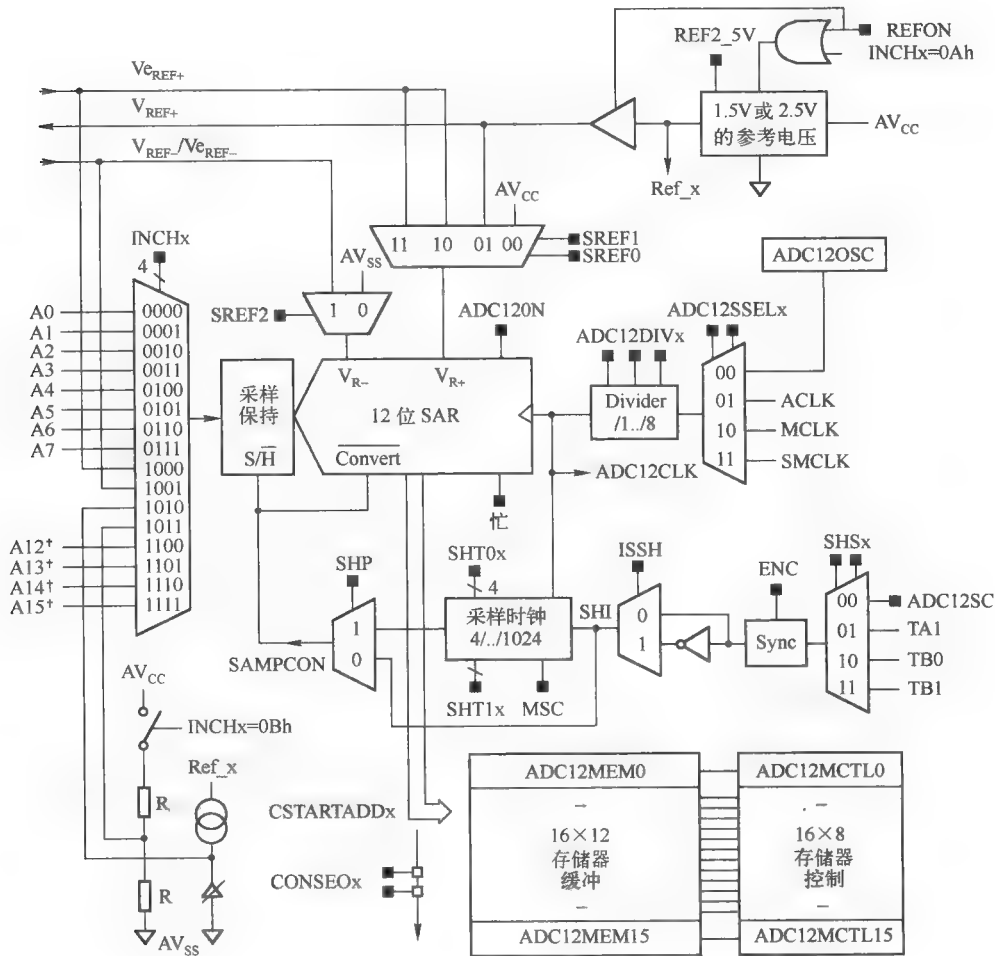 REFON
INCHx=0Ah
REF2_5V
1.5V或2.5V
的参考电压
AVCC
Ref_x
VeREF+
VREF+
VREF-/VeREF-
AVCC
11 10 01 00
SREF1
SREF0
INCHx
4
AVSS
1 0
SREF2
ADC12OSC
ADC120N
ADC12DIVx
ADC12SSELx
A0 0000
A1 0001
A2 0010
A3 0011
A4 0100
A5 0101
A6 0110
A7 0111
1000
1001
1010
1011
A12† 1100
A13† 1101
A14† 1110
A15† 1111
采样
保持
S/H
VR-
VR+
12位SAR
Convert
Divider
/1../8
00
01 ACLK
10 MCLK
11 SMCLK
ADC12CLK
忙
SHP
SHT0x
4
ISSH
ENC
SHSx
采样时钟
4/../1024
SHI
1
0
SAMPCON
0
1
Sync
00 ADC12SC
01 TA1
10 TB0
11 TB1
SHT1x
MSC
AVCC
INCHx=0Bh
Ref_x
R
R
AVSS
CSTARTADDx
CONSEOx
ADC12MEM0
16×12
存储器
缓冲
ADC12MEM15
ADC12MCTL0
16×8
存储器
控制
ADC12MCTL15